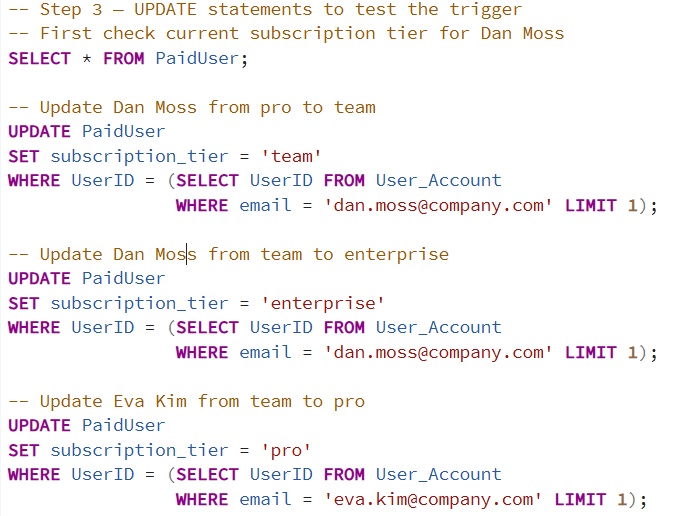 -- Step 3 — UPDATE statements to test the trigger
-- First check current subscription tier for Dan Moss
SELECT * FROM PaidUser;
-- Update Dan Moss from pro to team
UPDATE PaidUser
SET subscription_tier = 'team'
WHERE UserID = (SELECT UserID FROM User_Account
WHERE email = 'dan.moss@company.com' LIMIT 1);
-- Update Dan Moss from team to enterprise
UPDATE PaidUser
SET subscription_tier = 'enterprise'
WHERE UserID = (SELECT UserID FROM User_Account
WHERE email = 'dan.moss@company.com' LIMIT 1);
-- Update Eva Kim from team to pro
UPDATE PaidUser
SET subscription_tier = 'pro'
WHERE UserID = (SELECT UserID FROM User_Account
WHERE email = 'eva.kim@company.com' LIMIT 1);